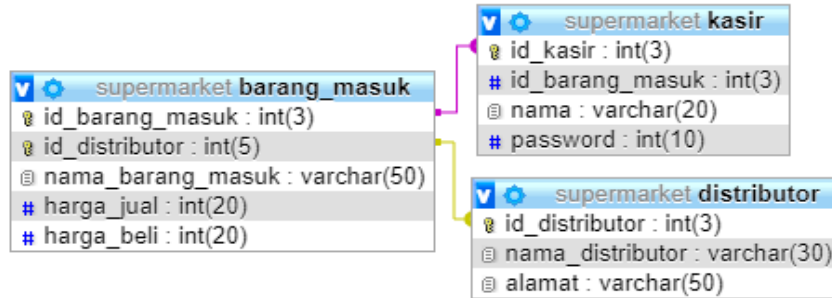 supermarket barang_masuk
id_barang_masuk : int(3)
id_distributor : int(5)
nama_barang_masuk : varchar(50)
# harga_jual : int(20)
# harga_beli : int(20)
supermarket kasir
id_kasir : int(3)
# id_barang_masuk : int(3)
nama : varchar(20)
# password : int(10)
supermarket distributor
id_distributor : int(3)
nama_distributor : varchar(30)
alamat : varchar(50)